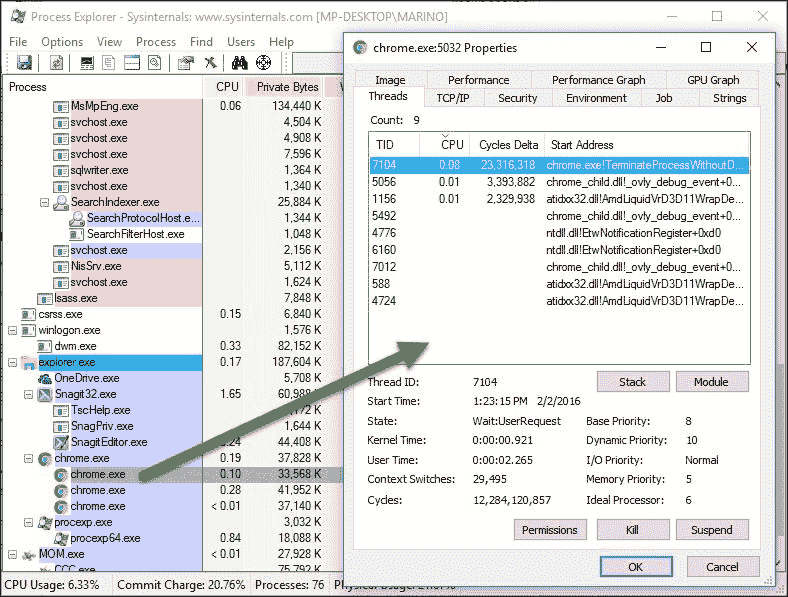 Process Explorer - Sysinternals: www.sysinternals.com [MP-DESKTOP\MARINO]
File Options View Process Find Users Help
Process CPU Private Bytes
MsMpEng.exe 0.06 134,440 K
svchost.exe 4,504 K
svchost.exe 4,908 K
svchost.exe 7,596 K
sqlwriter.exe 1,364 K
svchost.exe 1,340 K
SearchIndexer.exe 25,884 K
SearchProtocolHost.e... 1,344 K
SearchFilterHost.exe 1,048 K
svchost.exe 2,156 K
NisSrv.exe 5,112 K
svchost.exe 1,624 K
lsass.exe 7,848 K
csrss.exe 0.15 6,840 K
winlogon.exe 1,576 K
dwm.exe 0.33 82,152 K
explorer.exe 0.17 187,604 K
OneDrive.exe 5,708 K
Snagit32.exe 1.65
TscHelp.exe
SnagPriv.exe 1,644 K
SnagitEditor.exe 44,408 K
chrome.exe 0.19 37,828 K
chrome.exe 0.10 33,568 K
chrome.exe 0.28 41,952 K
chrome.exe < 0.01 37,140 K
procexp.exe 3,032 K
procexp64.exe 0.84 18,088 K
MOM.exe < 0.01 27,928 K
CCC.exe 75,792 K
CPU Usage: 6.33% Commit Charge: 20.76% Processes: 76
chrome.exe:5032 Properties
Image Performance Performance Graph GPU Graph
Threads TCP/IP Security Environment Job Strings
Count: 9
TID CPU Cycles Delta Start Address
7104 0.08 23,316,318 chrome.exe!TerminateProcessWithoutD...
5056 0.01 3,393,882 chrome_child.dll!_ovly_debug_event+0...
1156 0.01 2,329,938 atidxx32.dll!AmdLiquidVrD3D11WrapDe...
5492 chrome_child.dll!_ovly_debug_event+0...
4776 ntdll.dll!EtwNotificationRegister+0xd0
6160 ntdll.dll!EtwNotificationRegister+0xd0
7012 chrome_child.dll!_ovly_debug_event+0...
588 atidxx32.dll!AmdLiquidVrD3D11WrapDe...
4724 atidxx32.dll!AmdLiquidVrD3D11WrapDe...
Thread ID: 7104 Stack Module
Start Time: 1:23:15 PM 2/2/2016
State: Wait:UserRequest Base Priority: 8
Kernel Time: 0:00:00.921 Dynamic Priority: 10
User Time: 0:00:02.265 I/O Priority: Normal
Context Switches: 29,495 Memory Priority: 5
Cycles: 12,284,120,857 Ideal Processor: 6
Permissions Kill Suspend
OK Cancel